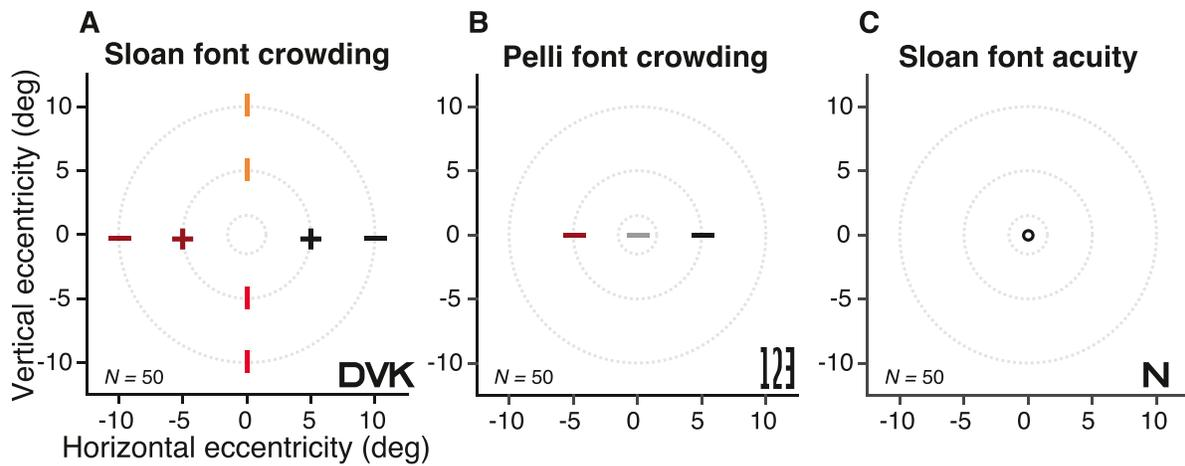 A
Sloan font crowding
Vertical eccentricity (deg)
10
5
0
-5
-10
N = 50
DVK
-10 -5 0 5 10
Horizontal eccentricity (deg)
B
Pelli font crowding
10
5
0
-5
-10
N = 50
123
-10 -5 0 5 10
C
Sloan font acuity
10
5
0
-5
-10
N = 50
N
-10 -5 0 5 10